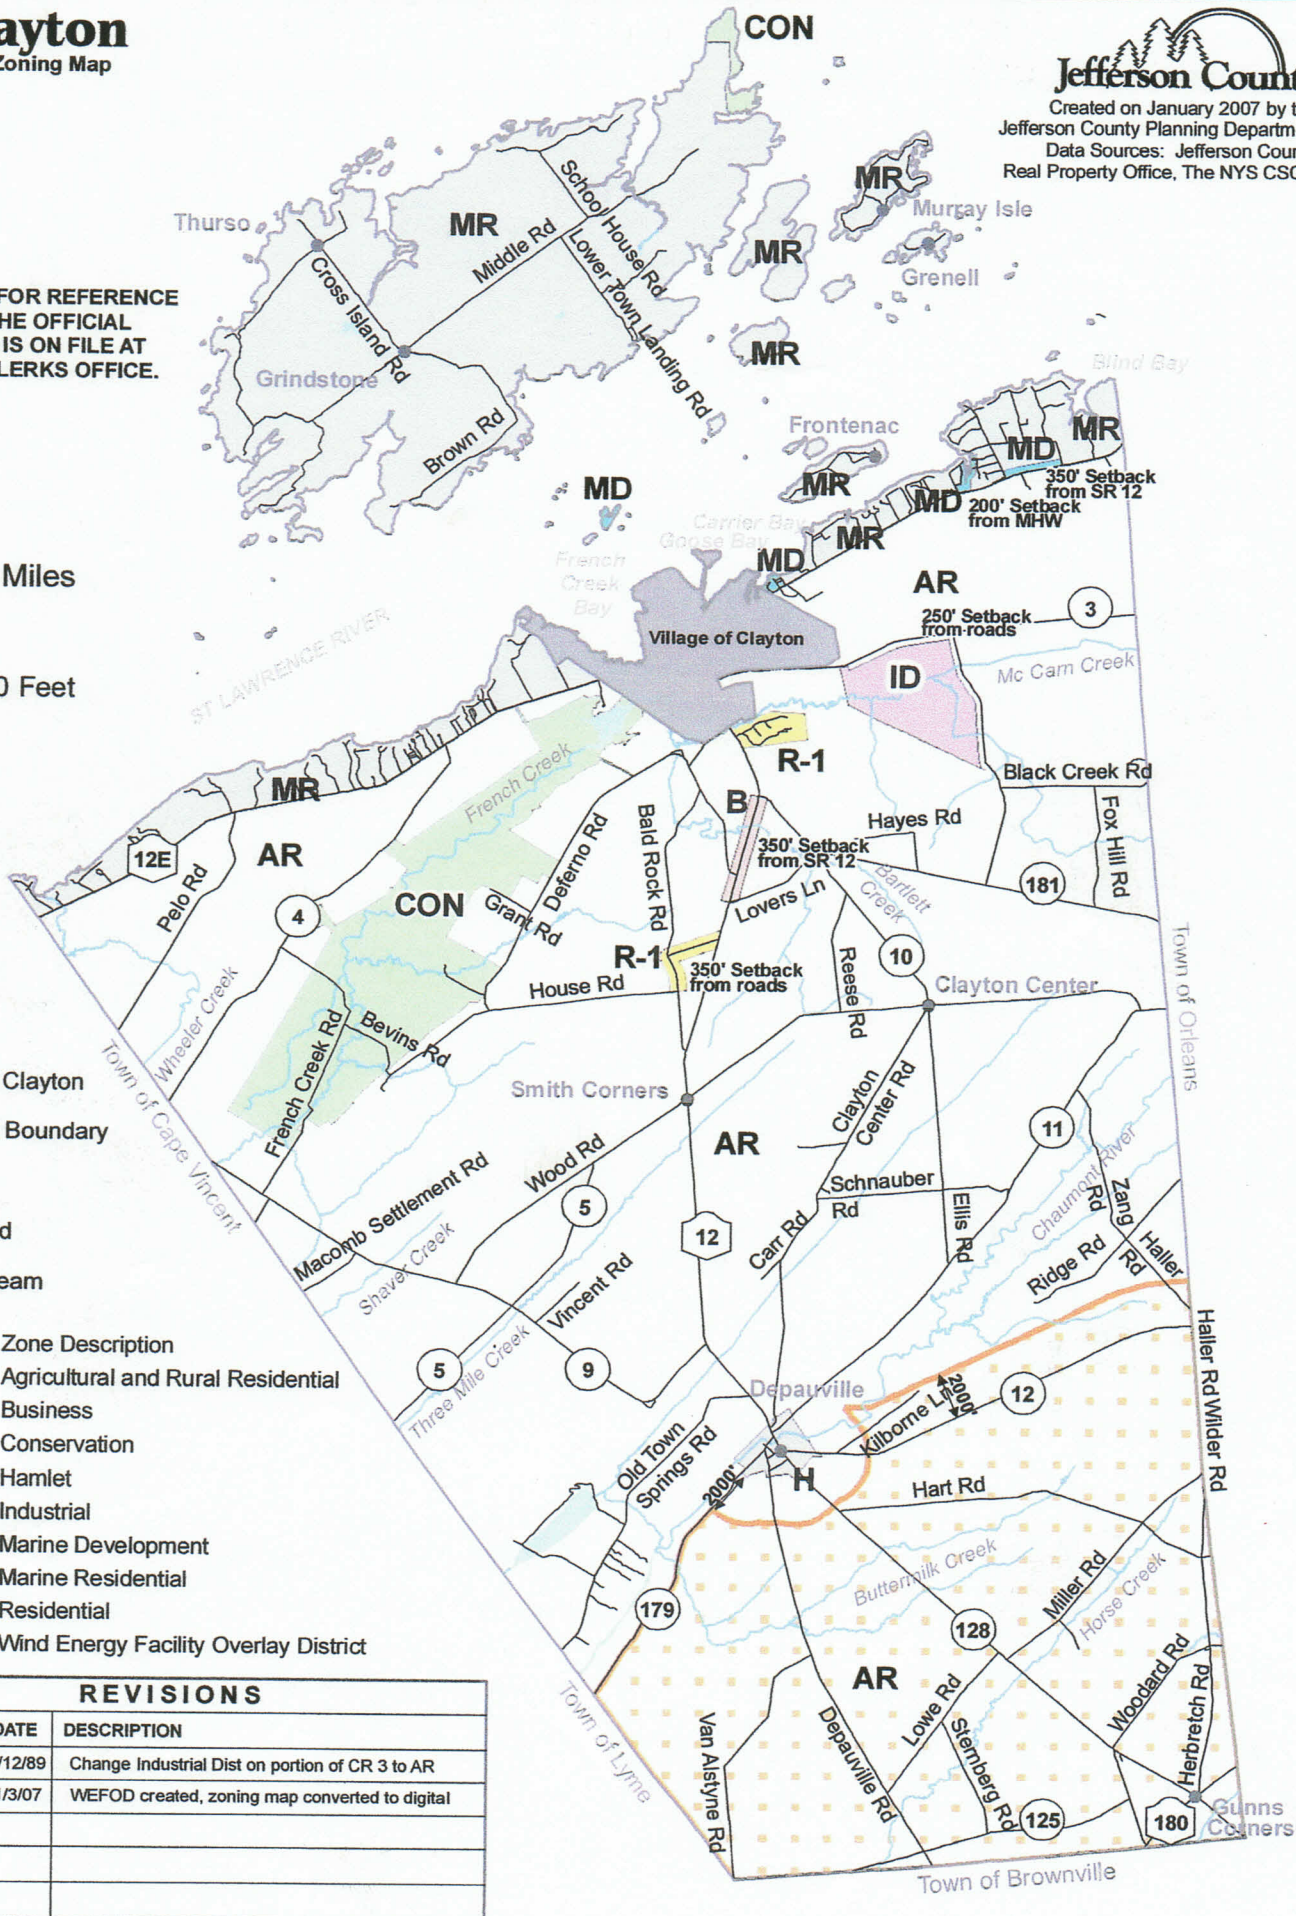 ayton
Zoning Map
CON
Jefferson Count
Created on January 2007 by t
Jefferson County Planning Departm
Data Sources: Jefferson Cour
Real Property Office, The NYS CSC
Thurso
MR
School House Rd
Middle Rd
Lower Town Landing Rd
Cross Island Rd
Grindstone
Brown Rd
MR
Murray Isle
MR
Grenell
MR
FOR REFERENCE
HE OFFICIAL
IS ON FILE AT
LERKS OFFICE.
Blind Bay
Frontenac
MR
MD
MR
350' Setback
from SR 12
MD
200' Setback
from MHW
MR
MD
Carrier Bay
Goose Bay
French
Creek
Bay
MD
Miles
AR
250' Setback
from roads
3
Village of Clayton
ST LAWRENCE RIVER
0 Feet
ID
Mc Carn Creek
R-1
Black Creek Rd
MR
French Creek
B
Bald Rock Rd
Hayes Rd
Fox Hill Rd
350' Setback
from SR 12
12E
AR
Pelo Rd
Deferno Rd
181
Lovers Ln
Bartlett
Creek
4
CON
Grant Rd
R-1
350' Setback
from roads
Reese Rd
10
Town of Orleans
House Rd
Clayton Center
Wheeler Creek
French Creek Rd
Bevins Rd
Town of Cape Vincent
Clayton
Boundary
Smith Corners
Clayton
Center Rd
11
AR
Chaumont River
Macomb Settlement Rd
Wood Rd
5
Schnauber
Rd
Ellis Rd
Zang
Rd
Haller
Rd
Ridge Rd
12
Carr Rd
Shaver Creek
Vincent Rd
d
eam
Three Mile Creek
5
9
Haller Rd
Wilder Rd
Zone Description
Agricultural and Rural Residential
Business
Conservation
Hamlet
Industrial
Marine Development
Marine Residential
Residential
Wind Energy Facility Overlay District
Depauville
Kilborne Ln
2000'
12
Old Town
Springs Rd
2000'
H
Hart Rd
Buttermilk Creek
Miller Rd
Horse Creek
179
128
Town of Lyme
AR
Lowe Rd
Woodard Rd
Herbretch Rd
Van Alstyne Rd
Depauville Rd
Sternberg Rd
125
180
Gunns
Corners
Town of Brownville
REVISIONS
DATE DESCRIPTION
/12/89 Change Industrial Dist on portion of CR 3 to AR
/3/07 WEFOD created, zoning map converted to digital